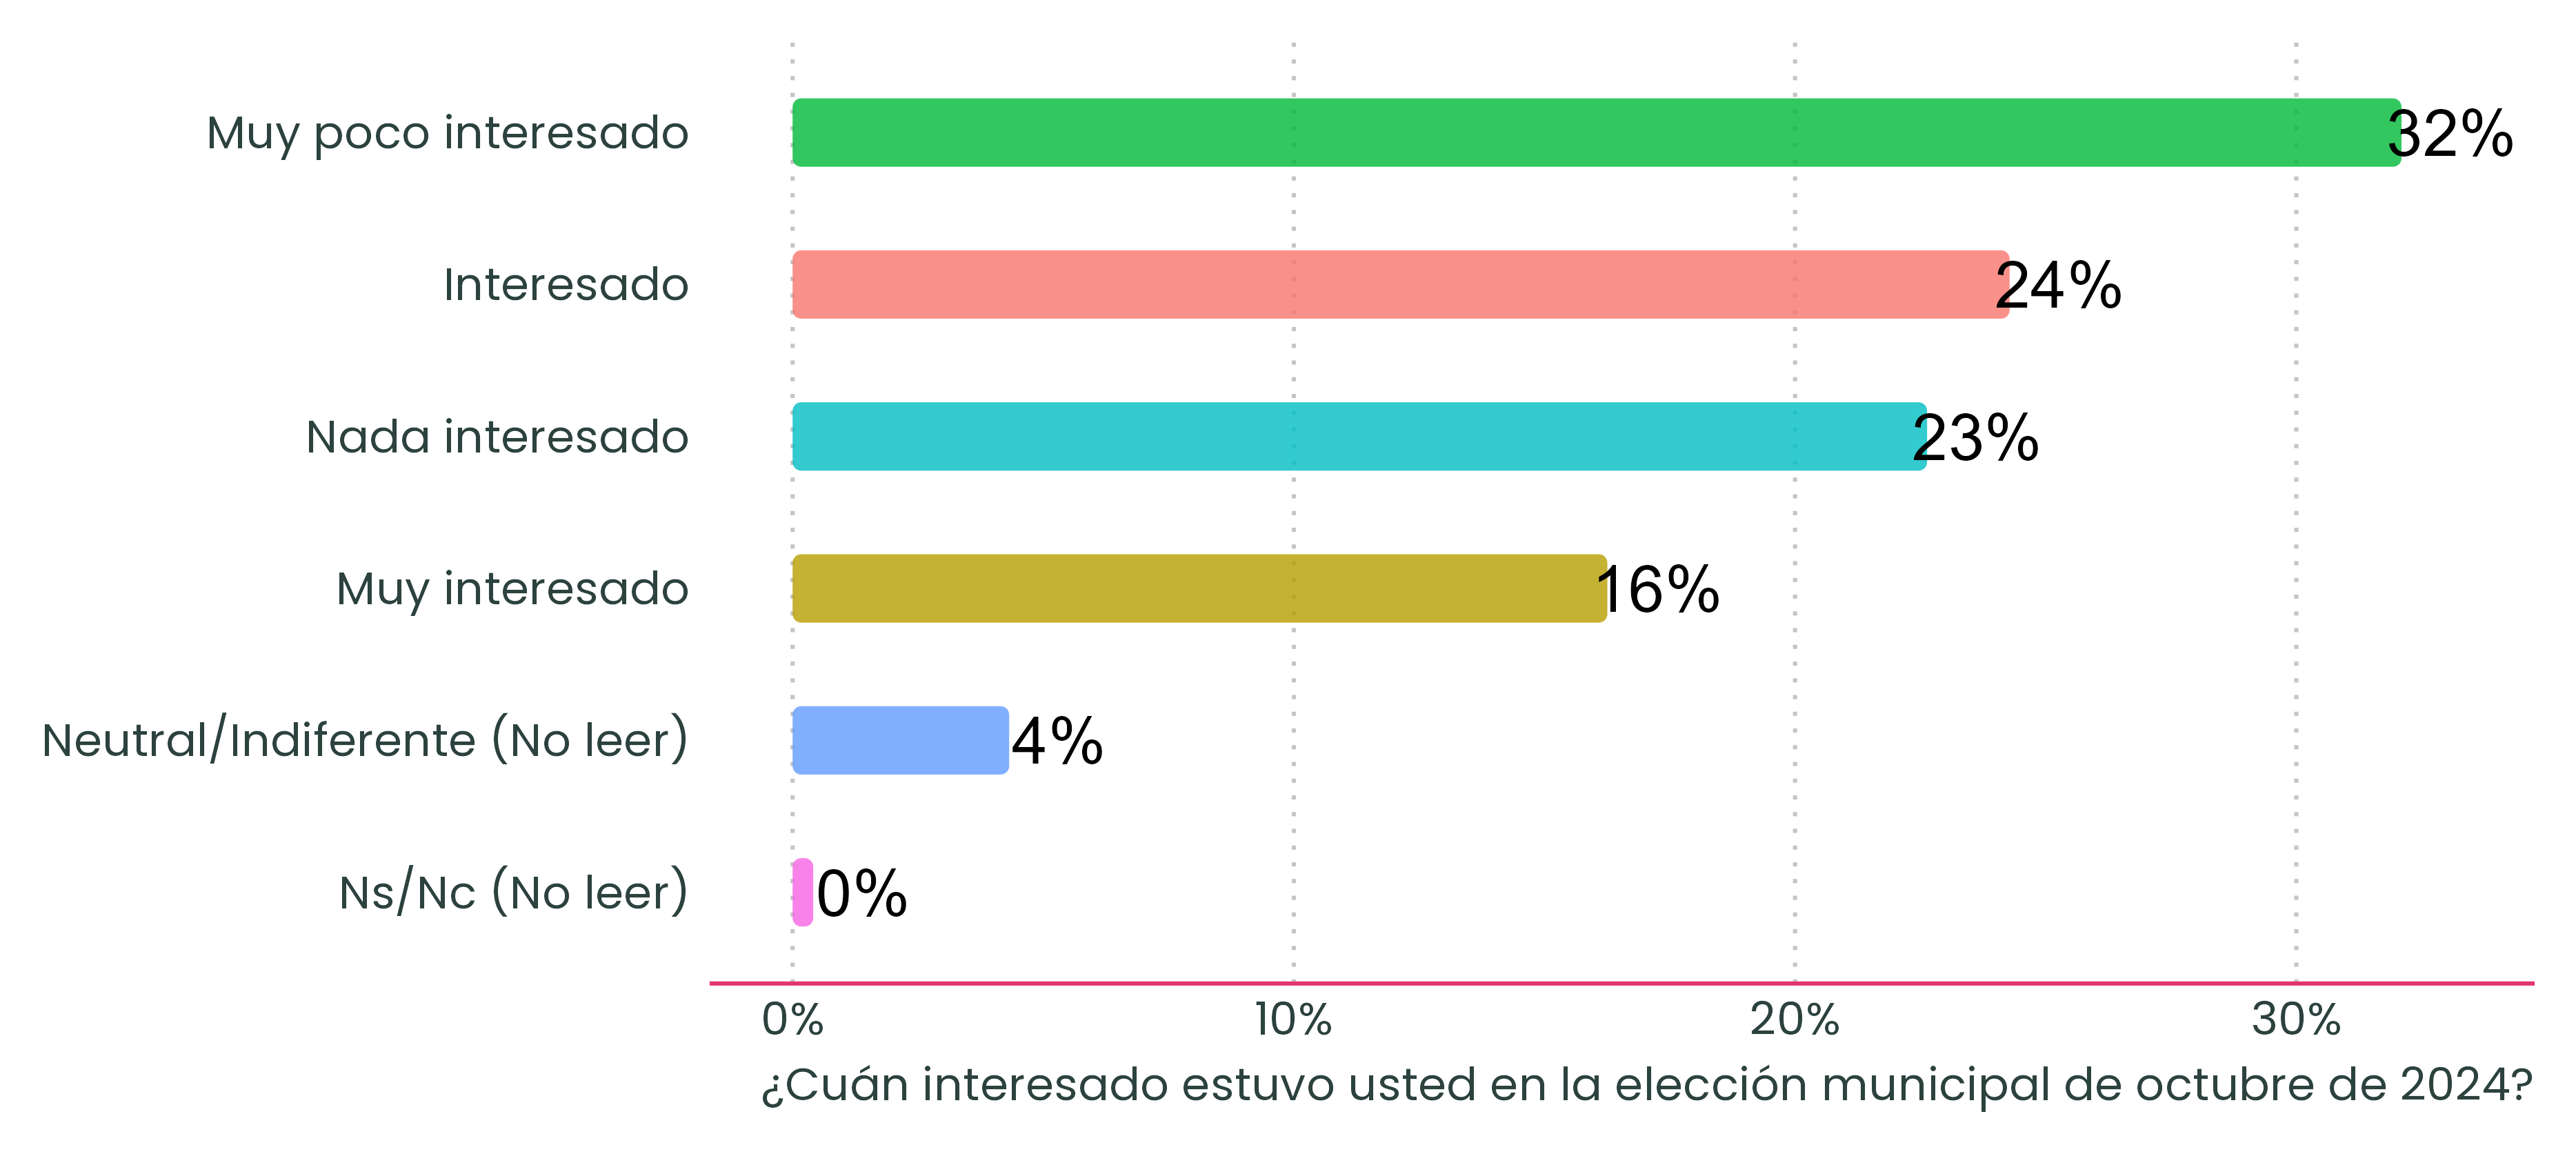 Muy poco interesado 32%
Interesado 24%
Nada interesado 23%
Muy interesado 16%
Neutral/Indiferente (No leer) 4%
Ns/Nc (No leer) 0%
0% 10% 20% 30%
¿Cuán interesado estuvo usted en la elección municipal de octubre de 2024?